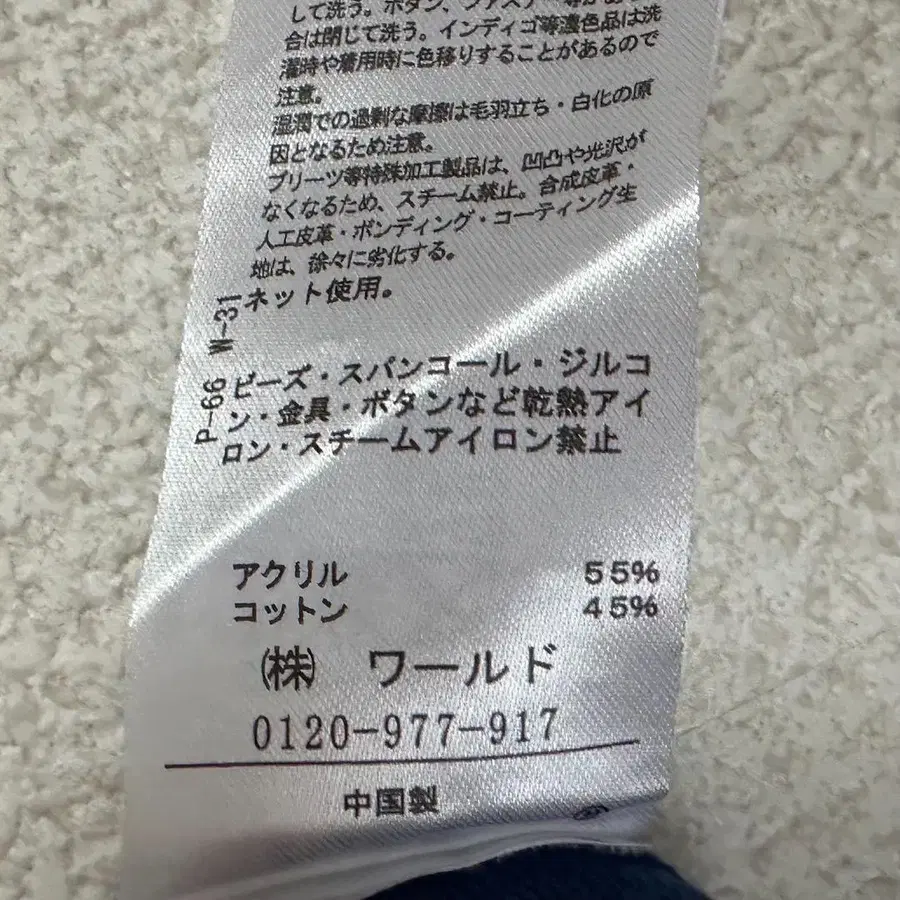 して洗う。ボタン、ファスナー等がある場
合は閉じて洗う。インディゴ等濃色品は洗
濯時や着用時に色移りすることがあるので
注意。
湿潤での過剰な摩擦は毛羽立ち・白化の原
因となるため注意。
プリーツ等特殊加工製品は、凹凸や光沢が
なくなるため、スチーム禁止。合成皮革・
人工皮革・ボンディング・コーティング生
地は、徐々に劣化する。
ネット使用。
P-66 W-31
ビーズ・スパンコール・ジルコ
ン・金具・ボタンなど乾熱アイ
ロン・スチームアイロン禁止
アクリル 55%
コットン 45%
㈱ ワールド
0120-977-917
中国製